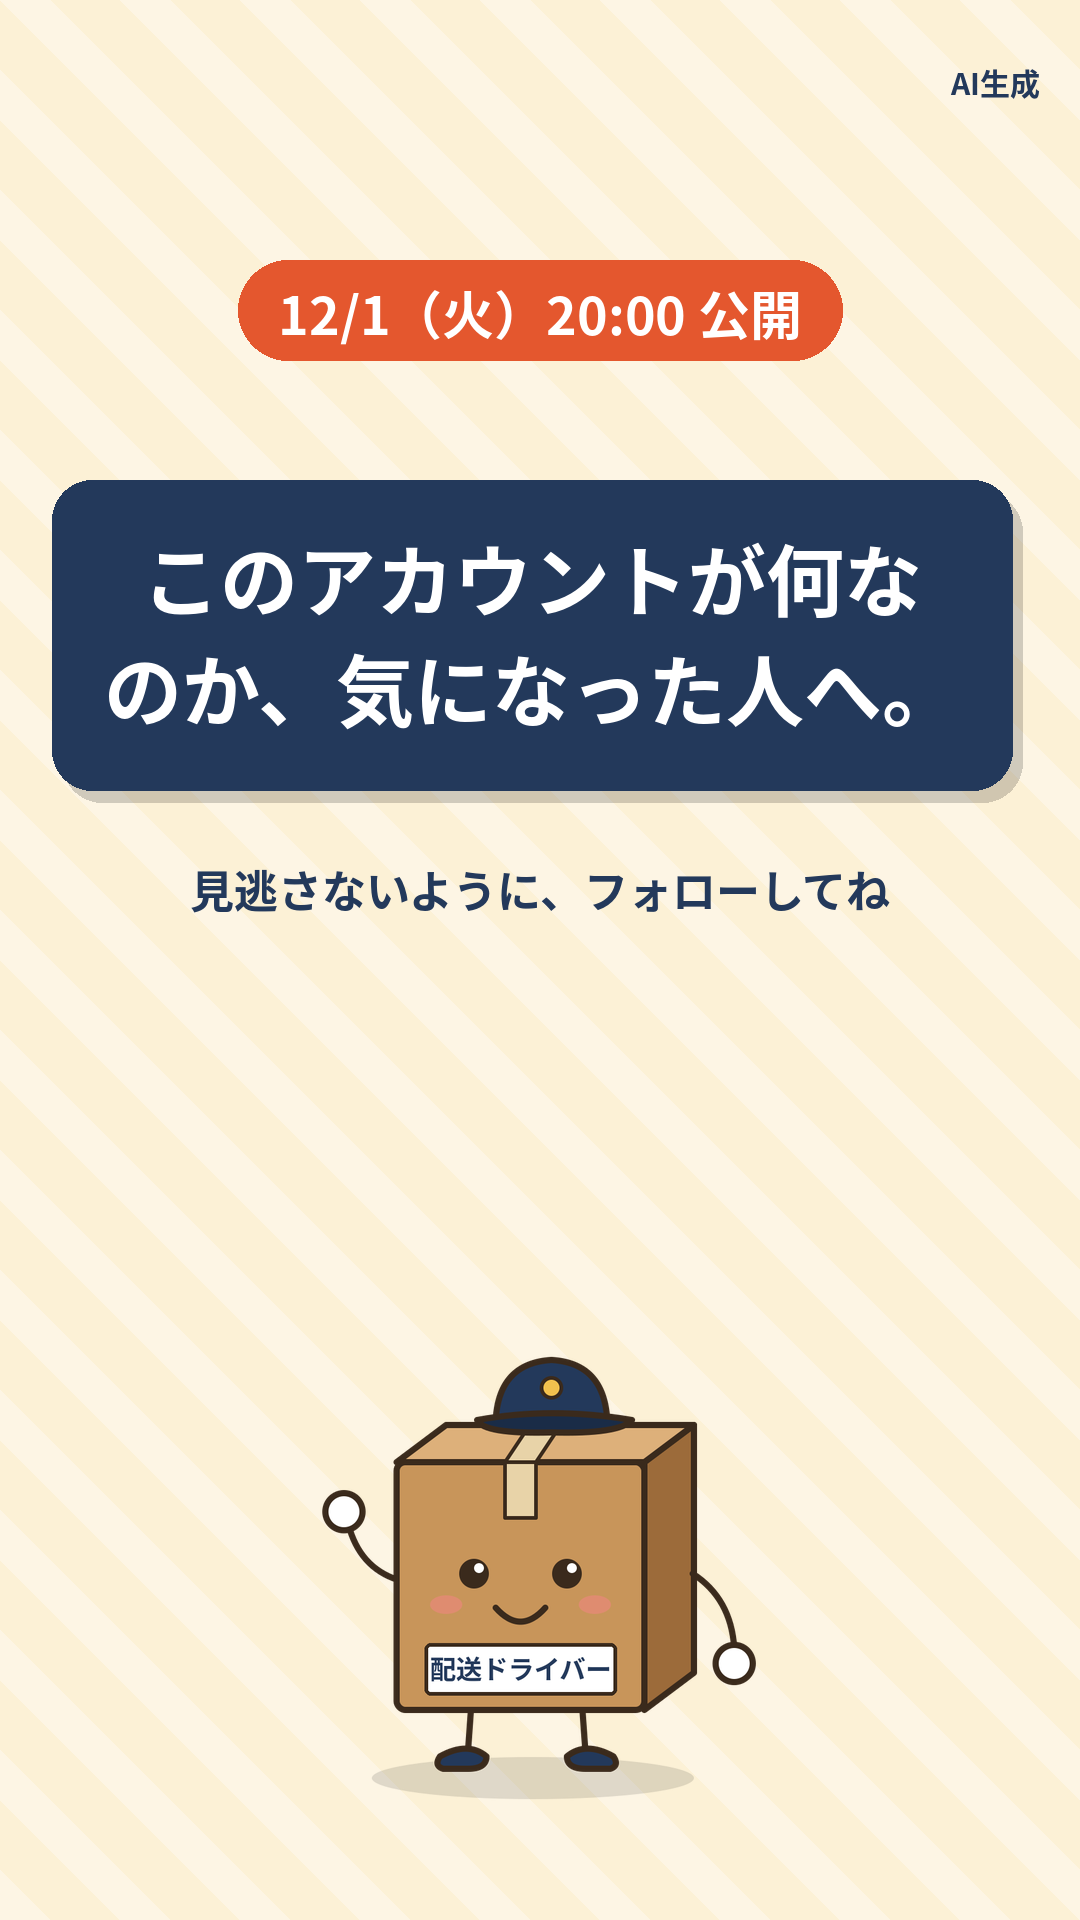 AI生成
12/1（火）20:00 公開
このアカウントが何な
のか、気になった人へ。
見逃さないように、フォローしてね
配送ドライバー